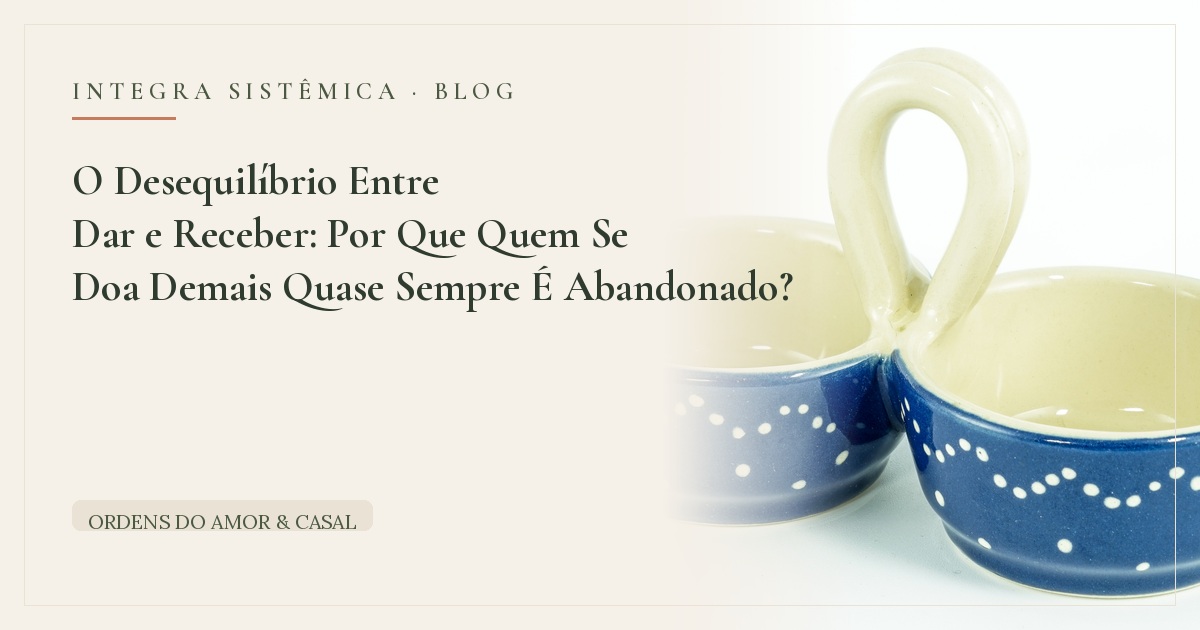 INTEGRA SISTÊMICA · BLOG
O Desequilíbrio Entre
Dar e Receber: Por Que Quem Se
Doa Demais Quase Sempre É Abandonado?
ORDENS DO AMOR & CASAL